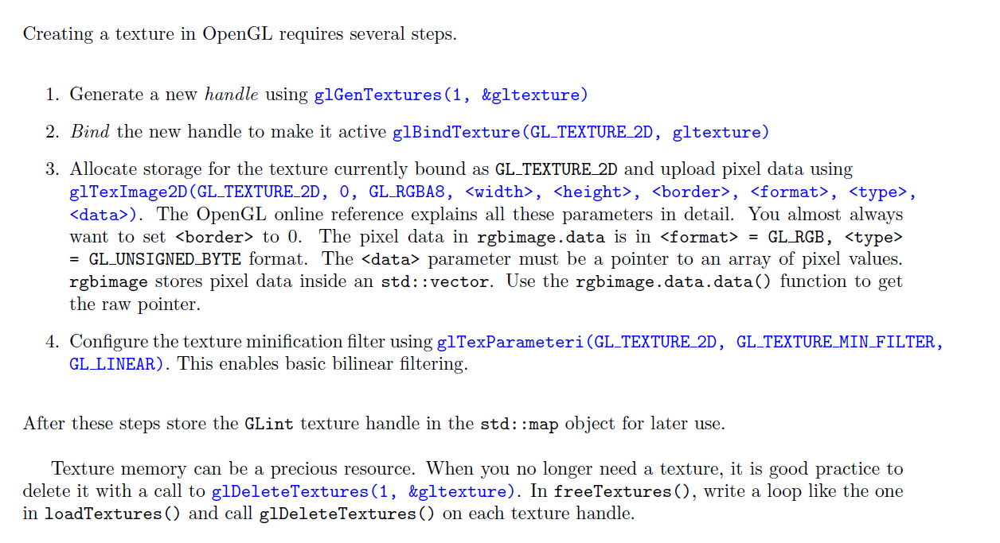 Creating a texture in OpenGL requires several steps.
1. Generate a new handle using glGenTextures(1, &gltexture)
2. Bind the new handle to make it active glBindTexture(GL_TEXTURE_2D, gltexture)
3. Allocate storage for the texture currently bound as GL_TEXTURE_2D and upload pixel data using
glTexImage2D(GL_TEXTURE_2D, 0, GL_RGBA8, <width>, <height>, <border>, <format>, <type>,
<data>). The OpenGL online reference explains all these parameters in detail. You almost always
want to set <border> to 0. The pixel data in rgbimage.data is in <format> = GL_RGB, <type>
= GL_UNSIGNED_BYTE format. The <data> parameter must be a pointer to an array of pixel values.
rgbimage stores pixel data inside an std::vector. Use the rgbimage.data.data() function to get
the raw pointer.
4. Configure the texture minification filter using glTexParameteri(GL_TEXTURE_2D, GL_TEXTURE_MIN_FILTER,
GL_LINEAR). This enables basic bilinear filtering.
After these steps store the GLint texture handle in the std::map object for later use.
Texture memory can be a precious resource. When you no longer need a texture, it is good practice to
delete it with a call to glDeleteTextures(1, &gltexture). In freeTextures(), write a loop like the one
in loadTextures() and call glDeleteTextures() on each texture handle.